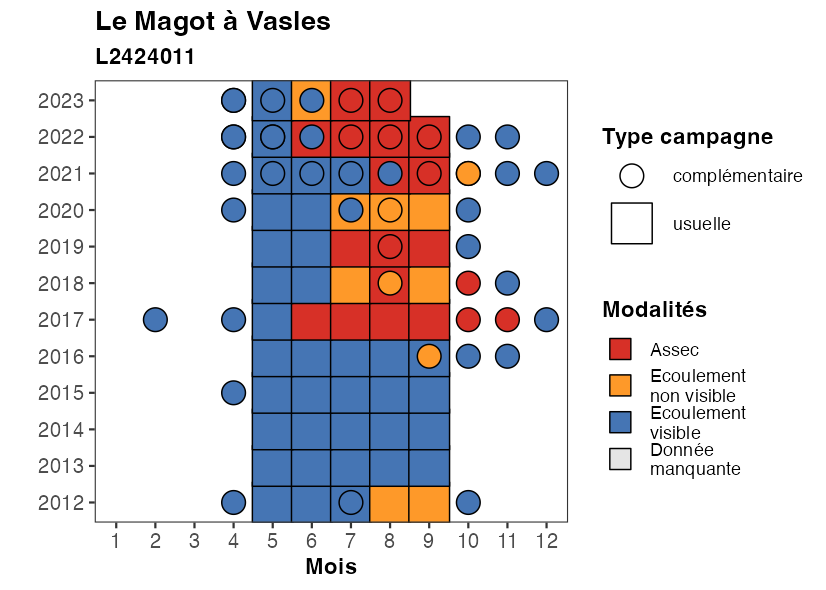 Le Magot à Vasles
L2424011
2023
2022
2021
2020
2019
2018
2017
2016
2015
2014
2013
2012
1 2 3 4 5 6 7 8 9 10 11 12
Mois
Type campagne
complémentaire
usuelle
Modalités
Assec
Ecoulement
non visible
Ecoulement
visible
Donnée
manquante